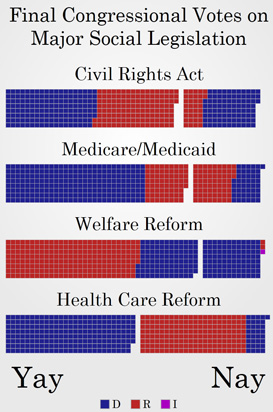 Final Congressional Votes on
Major Social Legislation
Civil Rights Act
Medicare/Medicaid
Welfare Reform
Health Care Reform
Yay Nay
D R I